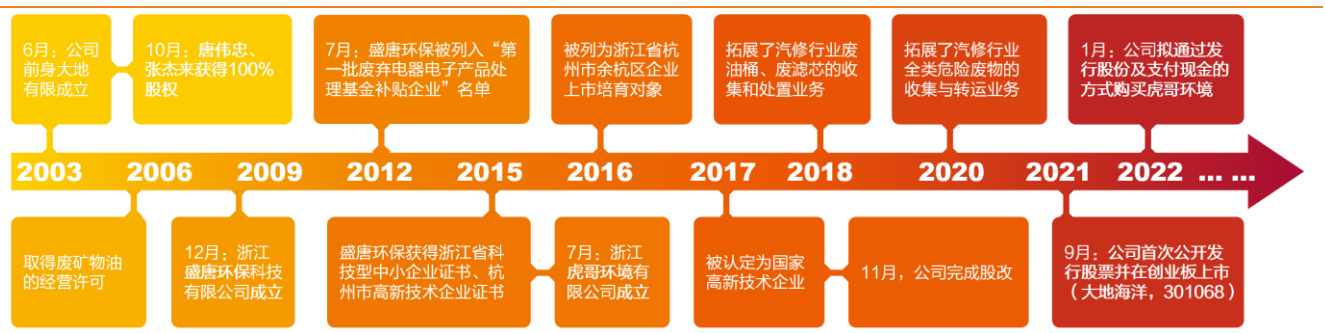 6月：公司
前身大地
有限成立
10月：唐伟忠、
张杰来获得100%
股权
7月：盛唐环保被列入“第
一批废弃电器电子产品处
理基金补贴企业”名单
被列为浙江省杭
州市余杭区企业
上市培育对象
拓展了汽修行业废
油桶、废滤芯的收
集和处置业务
拓展了汽修行业
全类危险废物的
收集与转运业务
1月：公司拟通过发
行股份及支付现金的
方式购买虎哥环境
2003 2006 2009 2012 2015 2016 2017 2018 2020 2021 2022 ... ...
取得废矿物油
的经营许可
12月：浙江
盛唐环保科技
有限公司成立
盛唐环保获得浙江省科
技型中小企业证书、杭
州市高新技术企业证书
7月：浙江
虎哥环境有
限公司成立
被认定为国家
高新技术企业
11月，公司完成股改
9月：公司首次公开发
行股票并在创业板上市
（大地海洋，301068）